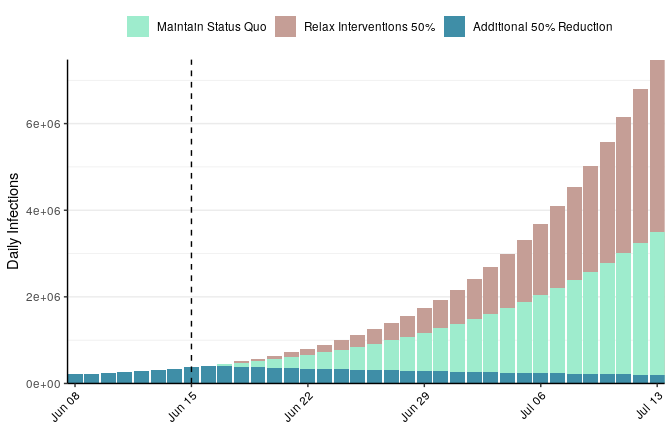 Maintain Status Quo Relax Interventions 50% Additional 50% Reduction
Daily Infections
6e+06
4e+06
2e+06
0e+00
Jun 08 Jun 15 Jun 22 Jun 29 Jul 06 Jul 13